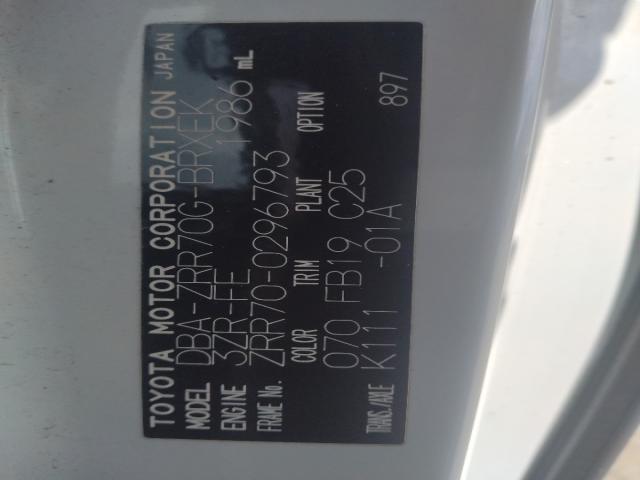 TOYOTA MOTOR CORPORATION JAPAN
MODEL DBA-ZRR70G-BRXEK
ENGINE 3ZR-FE 1986 mL
FRAME No. ZRR70-0296793
COLOR TRIM PLANT OPTION
070 FB19 C25
TRANS./AXLE K111 -01A 897